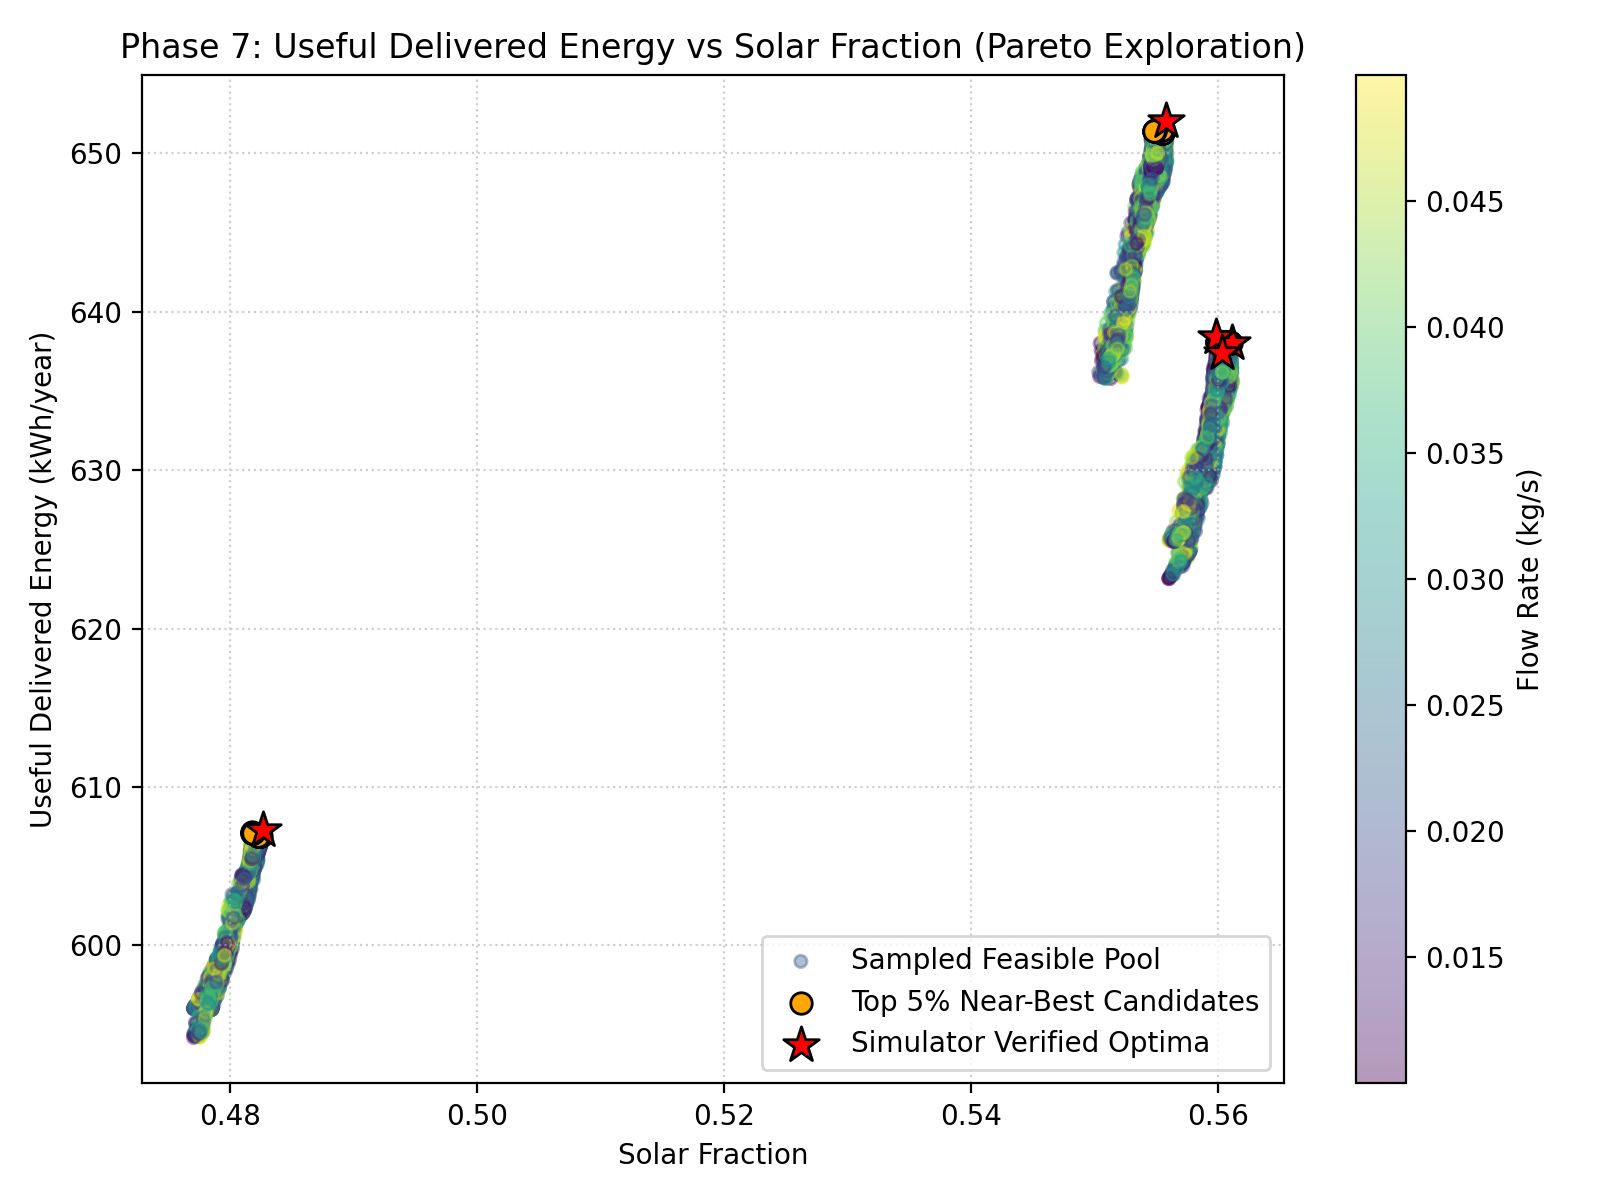 Phase 7: Useful Delivered Energy vs Solar Fraction (Pareto Exploration)
Useful Delivered Energy (kWh/year)
650
640
630
620
610
600
0.48
0.50
0.52
0.54
0.56
Solar Fraction
Sampled Feasible Pool
Top 5% Near-Best Candidates
Simulator Verified Optima
0.045
0.040
0.035
0.030
0.025
0.020
0.015
Flow Rate (kg/s)